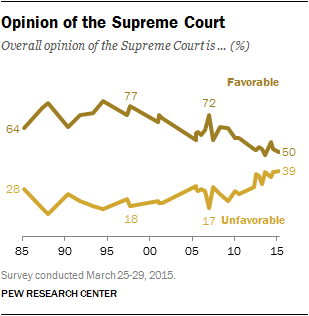 Opinion of the Supreme Court
Overall opinion of the Supreme Court is ... (%)
Favorable
77
72
64
50
39
28
18
17
Unfavorable
85 90 95 00 05 10 15
Survey conducted March 25-29, 2015.
PEW RESEARCH CENTER